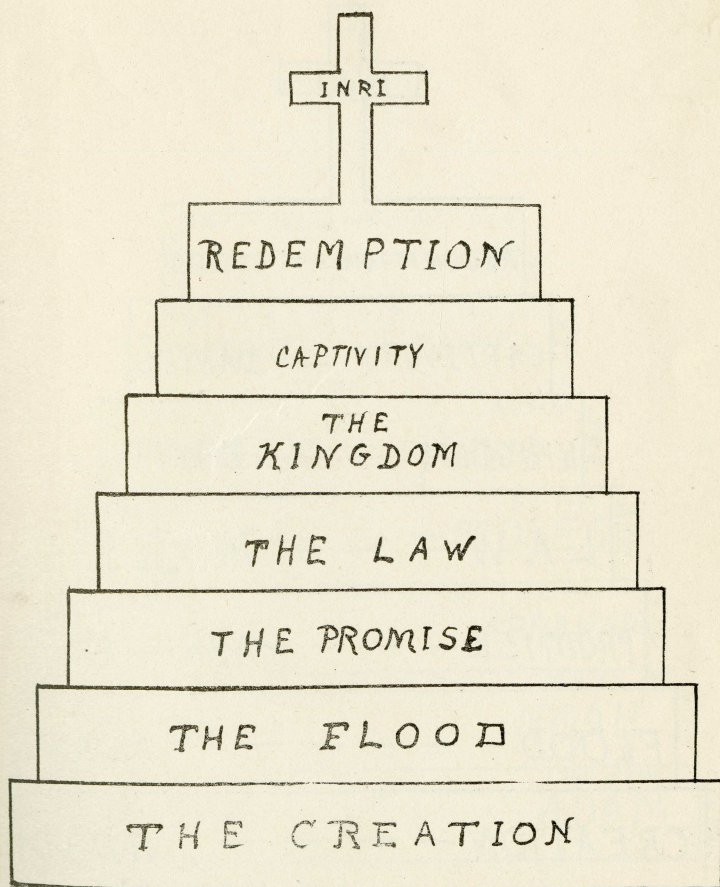 INRI
REDEMPTION
CAPTIVITY
THE
KINGDOM
THE LAW
THE PROMISE
THE FLOOD
THE CREATION